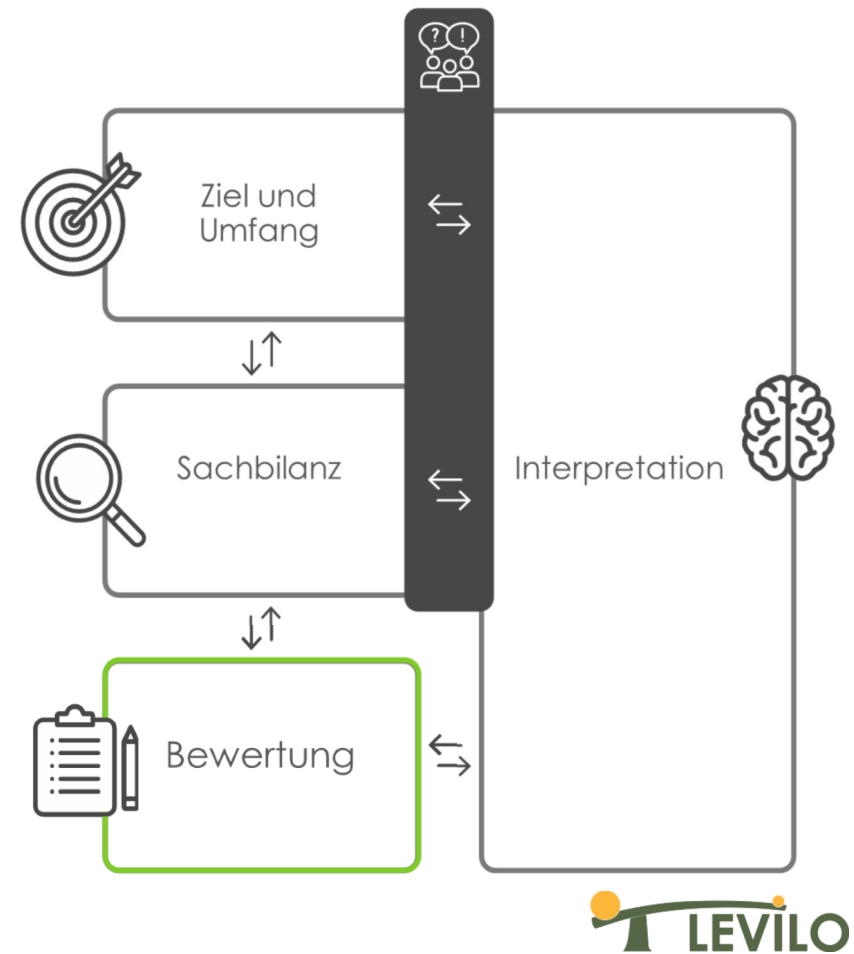 ? !
Ziel und
Umfang
Sachbilanz
Interpretation
Bewertung
LEVILO